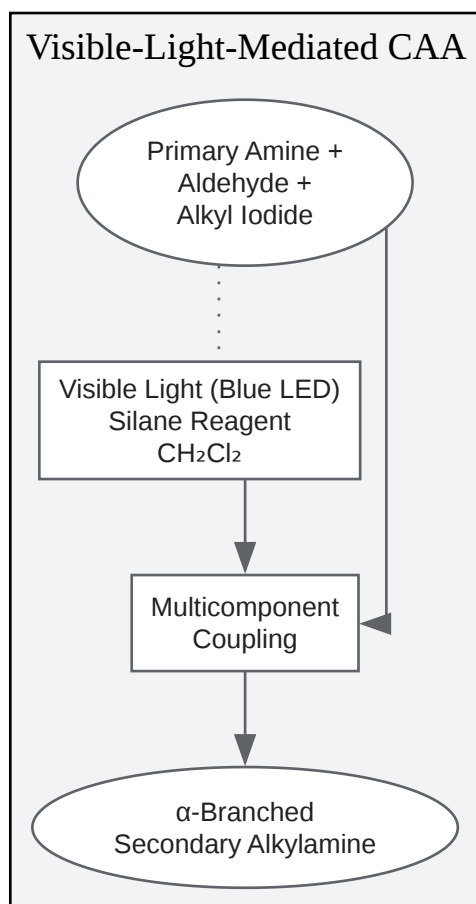 Visible-Light-Mediated CAA
Primary Amine +
Aldehyde +
Alkyl Iodide
Visible Light (Blue LED)
Silane Reagent
CH₂Cl₂
Multicomponent
Coupling
α-Branched
Secondary Alkylamine